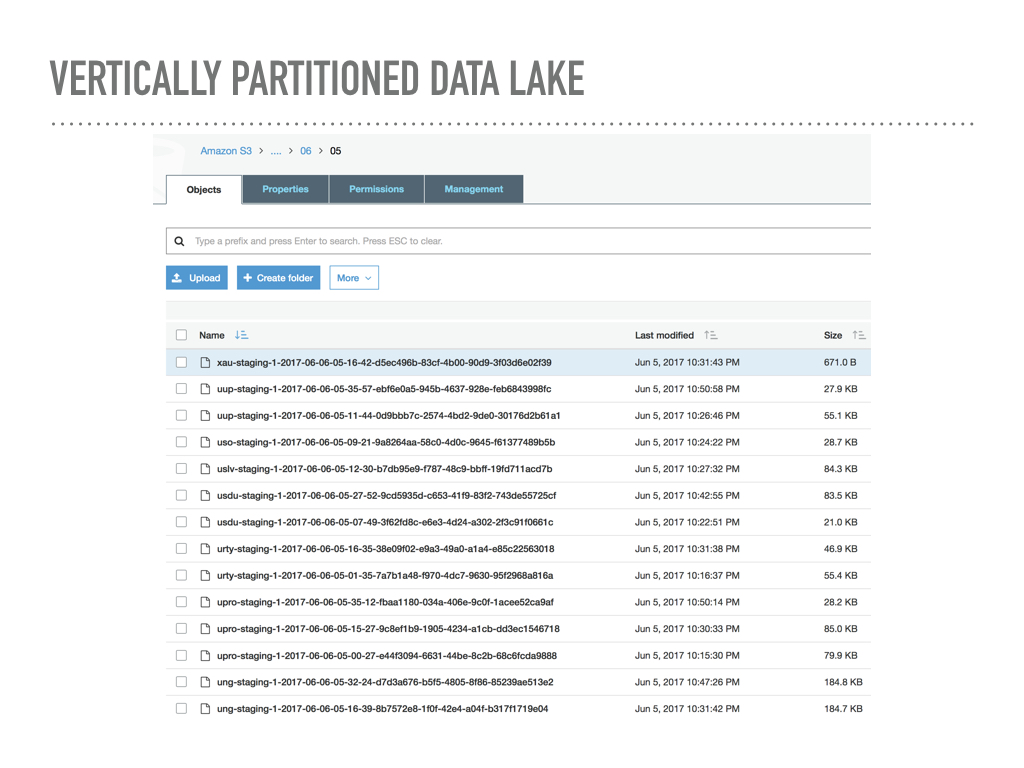 VERTICALLY PARTITIONED DATA LAKE
Amazon S3 > .... > 06 > 05
Objects Properties Permissions Management
Type a prefix and press Enter to search. Press ESC to clear.
Upload + Create folder More
Name Last modified Size
xau-staging-1-2017-06-06-05-16-42-d5ec496b-83cf-4b00-90d9-3f03d6e02f39 Jun 5, 2017 10:31:43 PM 671.0 B
uup-staging-1-2017-06-06-05-35-57-ebf6e0a5-945b-4637-928e-feb6843998fc Jun 5, 2017 10:50:58 PM 27.9 KB
uup-staging-1-2017-06-06-05-11-44-0d9bbb7c-2574-4bd2-9de0-30176d2b61a1 Jun 5, 2017 10:26:46 PM 55.1 KB
uso-staging-1-2017-06-06-05-09-21-9a8264aa-58c0-4d0c-9645-f61377489b5b Jun 5, 2017 10:24:22 PM 28.7 KB
uslv-staging-1-2017-06-06-05-12-30-b7db95e9-f787-48c9-bbff-19fd711acd7b Jun 5, 2017 10:27:32 PM 84.3 KB
usdu-staging-1-2017-06-06-05-27-52-9cd5935d-c653-41f9-83f2-743de55725cf Jun 5, 2017 10:42:55 PM 83.5 KB
usdu-staging-1-2017-06-06-05-07-49-3f62fd8c-e6e3-4d24-a302-2f3c91f0661c Jun 5, 2017 10:22:51 PM 21.0 KB
urty-staging-1-2017-06-06-05-16-35-38e09f02-e9a3-49a0-a1a4-e85c22563018 Jun 5, 2017 10:31:38 PM 46.9 KB
urty-staging-1-2017-06-06-05-01-35-7a7b1a48-f970-4dc7-9630-95f2968a816a Jun 5, 2017 10:16:37 PM 55.4 KB
upro-staging-1-2017-06-06-05-35-12-fbaa1180-034a-406e-9c0f-1acee52ca9af Jun 5, 2017 10:50:14 PM 28.2 KB
upro-staging-1-2017-06-06-05-15-27-9c8ef1b9-1905-4234-a1cb-dd3ec1546718 Jun 5, 2017 10:30:33 PM 85.0 KB
upro-staging-1-2017-06-06-05-00-27-e44f3094-6631-44be-8c2b-68c6fcda9888 Jun 5, 2017 10:15:30 PM 79.9 KB
ung-staging-1-2017-06-06-05-32-24-d7d3a676-b5f5-4805-8f86-85239ae513e2 Jun 5, 2017 10:47:26 PM 184.8 KB
ung-staging-1-2017-06-06-05-16-39-8b7572e8-1f0f-42e4-a04f-b317f1719e04 Jun 5, 2017 10:31:42 PM 184.7 KB